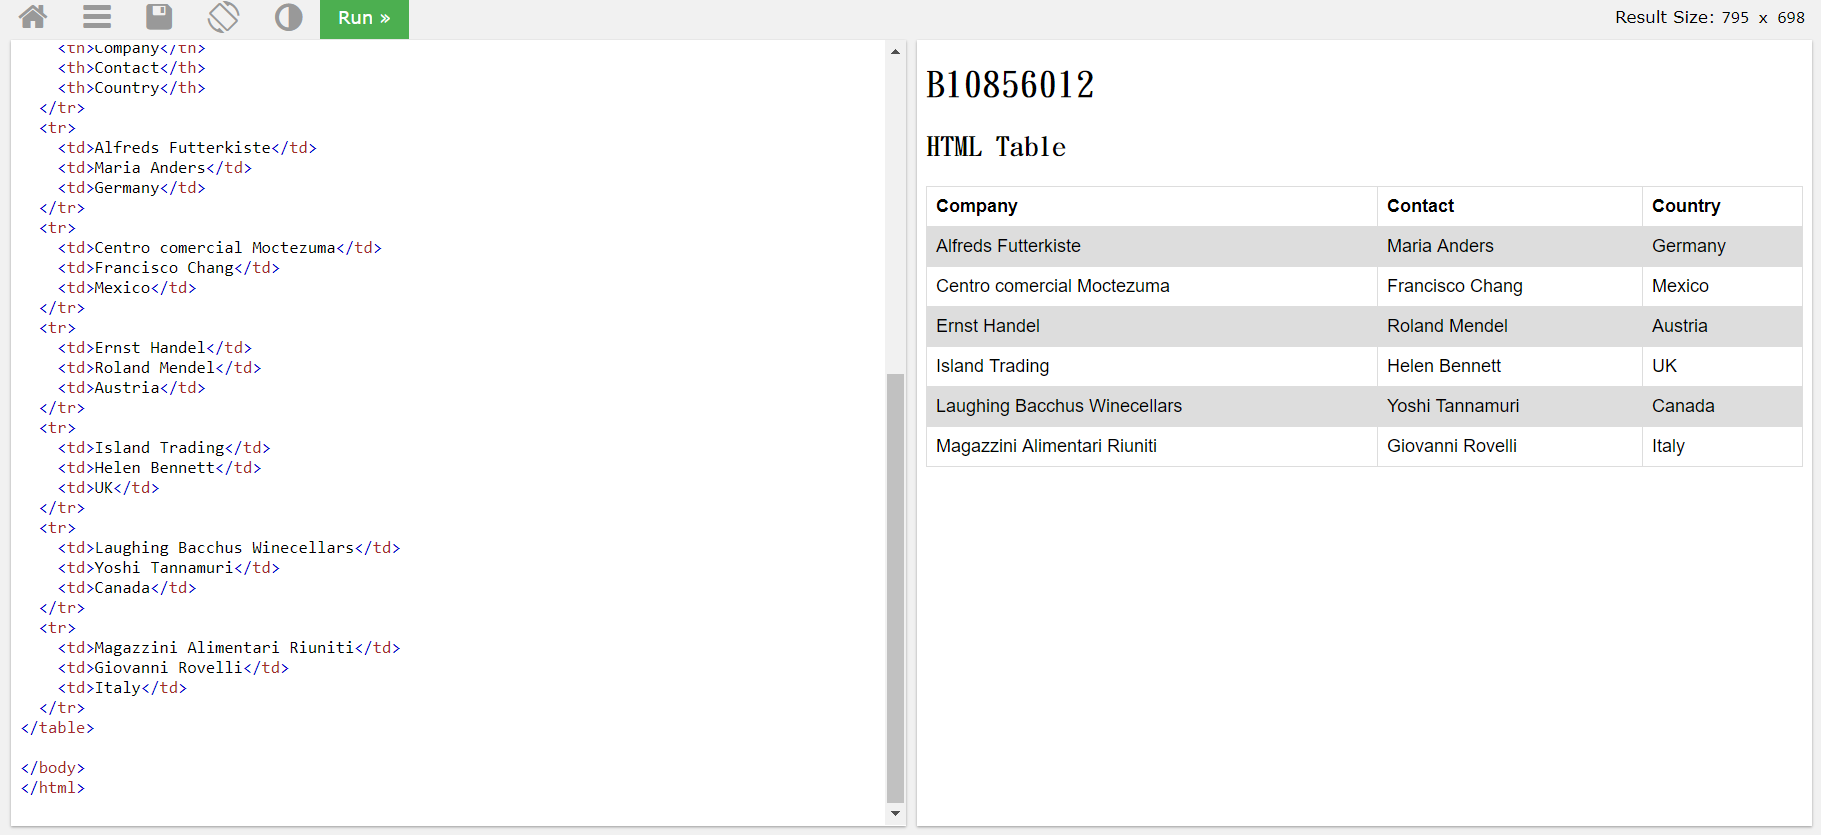 Run »
Result Size: 795 x 698
<th>Company</th>
<th>Contact</th>
<th>Country</th>
</tr>
<tr>
<td>Alfreds Futterkiste</td>
<td>Maria Anders</td>
<td>Germany</td>
</tr>
<tr>
<td>Centro comercial Moctezuma</td>
<td>Francisco Chang</td>
<td>Mexico</td>
</tr>
<tr>
<td>Ernst Handel</td>
<td>Roland Mendel</td>
<td>Austria</td>
</tr>
<tr>
<td>Island Trading</td>
<td>Helen Bennett</td>
<td>UK</td>
</tr>
<tr>
<td>Laughing Bacchus Winecellars</td>
<td>Yoshi Tannamuri</td>
<td>Canada</td>
</tr>
<tr>
<td>Magazzini Alimentari Riuniti</td>
<td>Giovanni Rovelli</td>
<td>Italy</td>
</tr>
</table>
</body>
</html>
B10856012
HTML Table
Company Contact Country
Alfreds Futterkiste Maria Anders Germany
Centro comercial Moctezuma Francisco Chang Mexico
Ernst Handel Roland Mendel Austria
Island Trading Helen Bennett UK
Laughing Bacchus Winecellars Yoshi Tannamuri Canada
Magazzini Alimentari Riuniti Giovanni Rovelli Italy